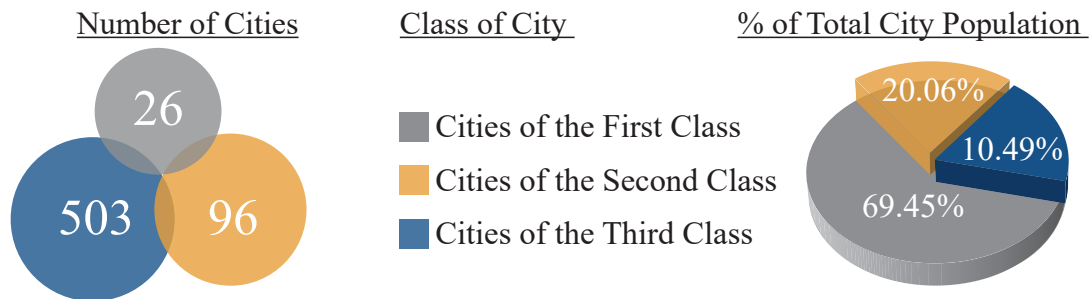 Number of Cities
Class of City
% of Total City Population
26
503
96
Cities of the First Class
Cities of the Second Class
Cities of the Third Class
20.06%
10.49%
69.45%